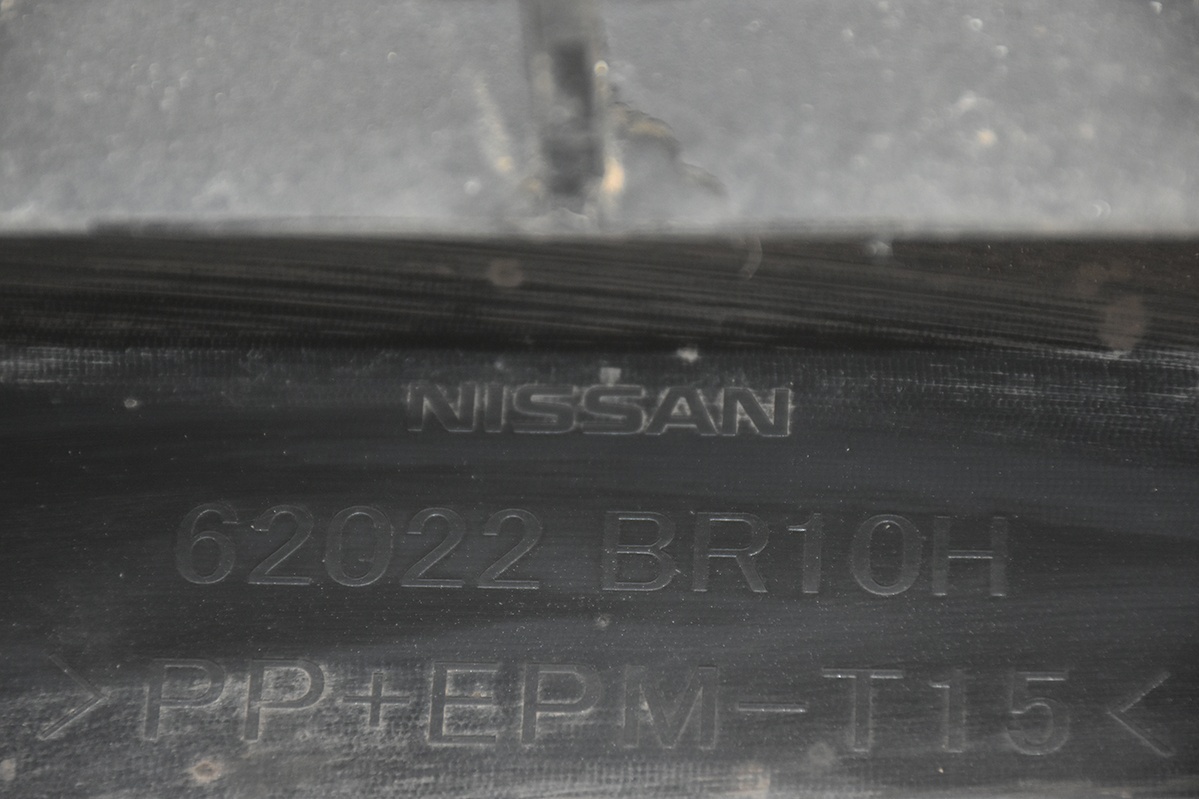 NISSAN
62022 BR10H
>PP+EPM-T15<